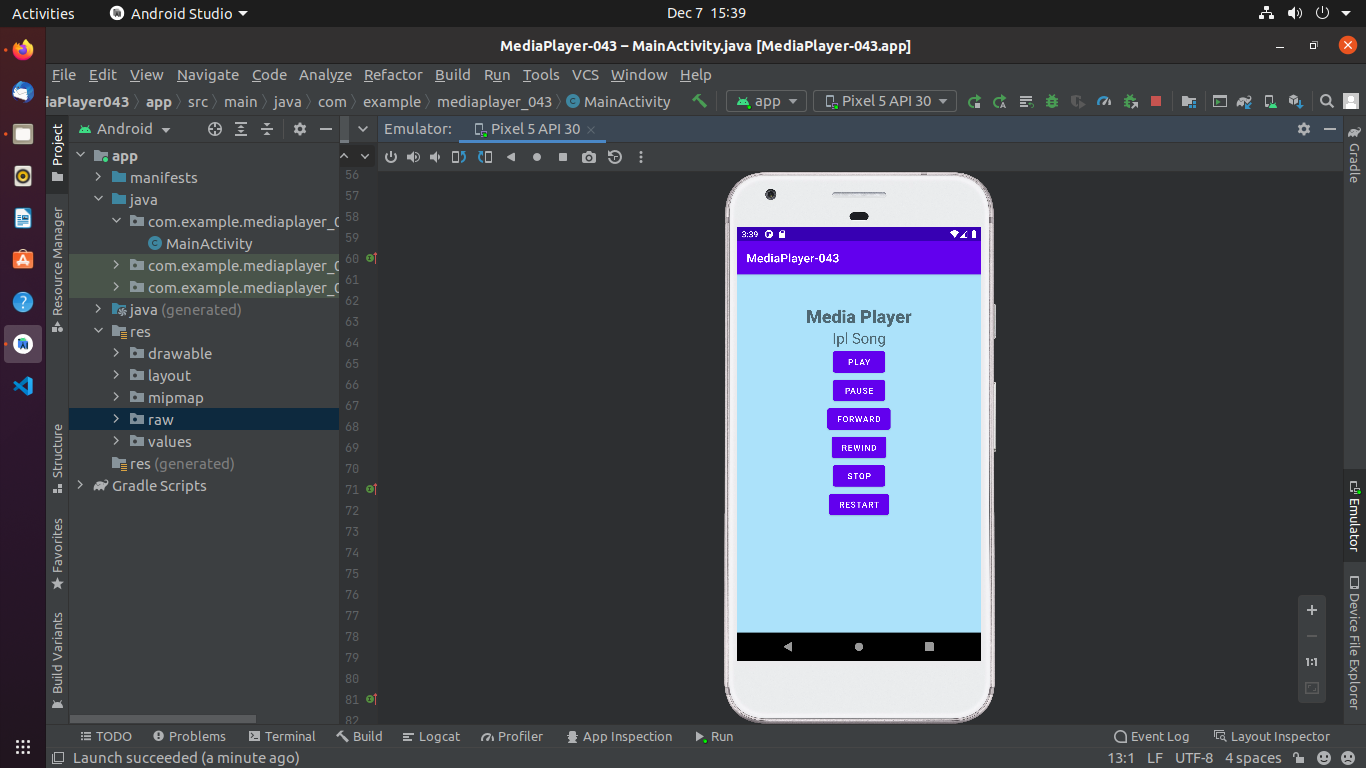 Activities Android Studio Dec 7 15:39
MediaPlayer-043 – MainActivity.java [MediaPlayer-043.app]
File Edit View Navigate Code Analyze Refactor Build Run Tools VCS Window Help
iaPlayer043 app src main java com example mediaplayer_043 MainActivity app Pixel 5 API 30
Project Android Emulator: Pixel 5 API 30 Gradle
app
manifests
java
com.example.mediaplayer_0
MainActivity
com.example.mediaplayer_0
com.example.mediaplayer_0
java (generated)
res
drawable
layout
mipmap
raw
values
res (generated)
Gradle Scripts
Resource Manager
Structure
Favorites
Build Variants
56
57
58
59
60
61
62
63
64
65
66
67
68
69
70
71
72
73
74
75
76
77
78
79
80
81
82
3:39
MediaPlayer-043
Media Player
Ipl Song
PLAY
PAUSE
FORWARD
REWIND
STOP
RESTART
Emulator
Device File Explorer
1:1
TODO Problems Terminal Build Logcat Profiler App Inspection Run Event Log Layout Inspector
Launch succeeded (a minute ago) 13:1 LF UTF-8 4 spaces